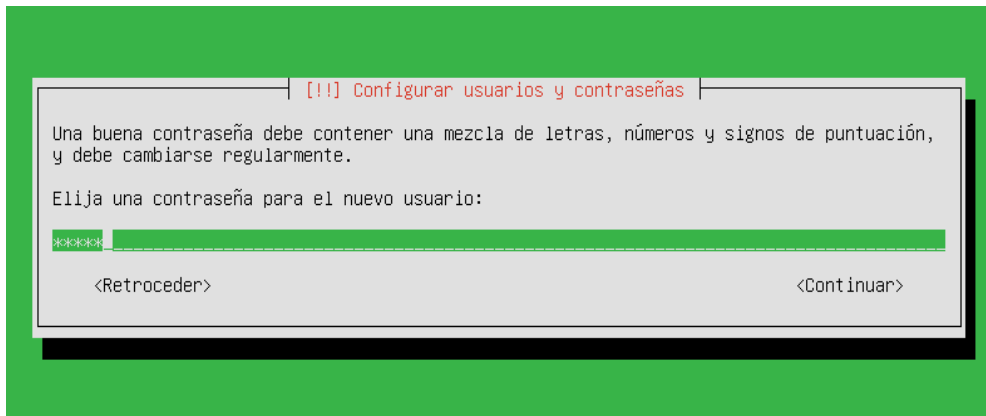 [!!] Configurar usuarios y contraseñas
Una buena contraseña debe contener una mezcla de letras, números y signos de puntuación,
y debe cambiarse regularmente.
Elija una contraseña para el nuevo usuario:
*****
<Retroceder> <Continuar>